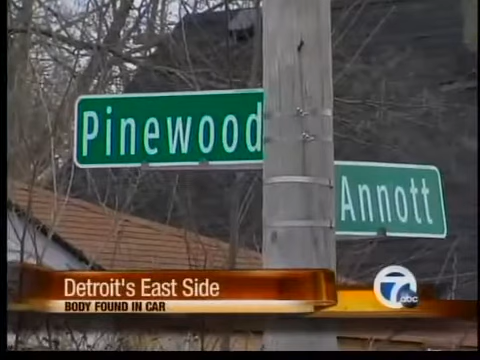 Pinewood
Annott
Detroit's East Side
BODY FOUND IN CAR
7 abc